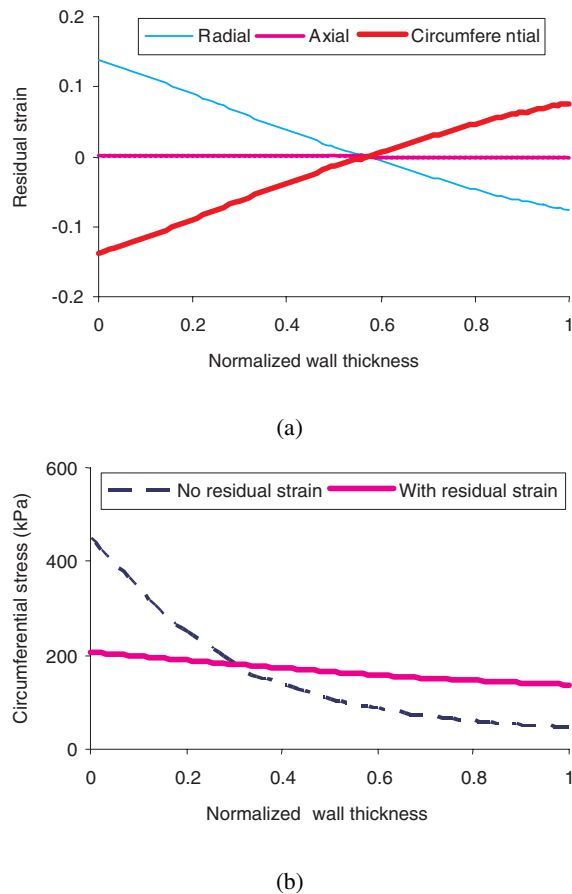 0.2
Radial Axial Circumfere ntial
0.1
0
-0.1
-0.2
Residual strain
0 0.2 0.4 0.6 0.8 1
Normalized wall thickness
(a)
600
No residual strain With residual strain
400
200
0
Circumferential stress (kPa)
0 0.2 0.4 0.6 0.8 1
Normalized wall thickness
(b)